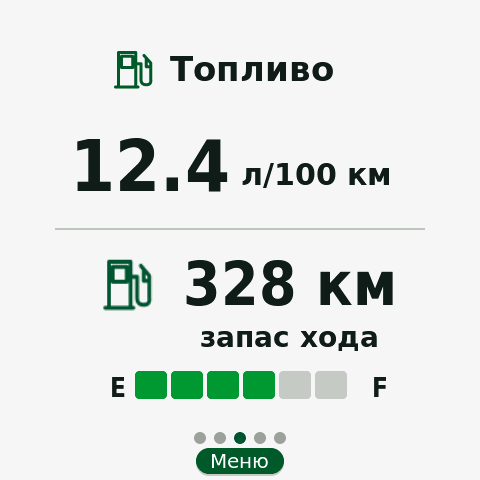 Топливо
12.4 л/100 км
328 км
запас хода
E F
Меню